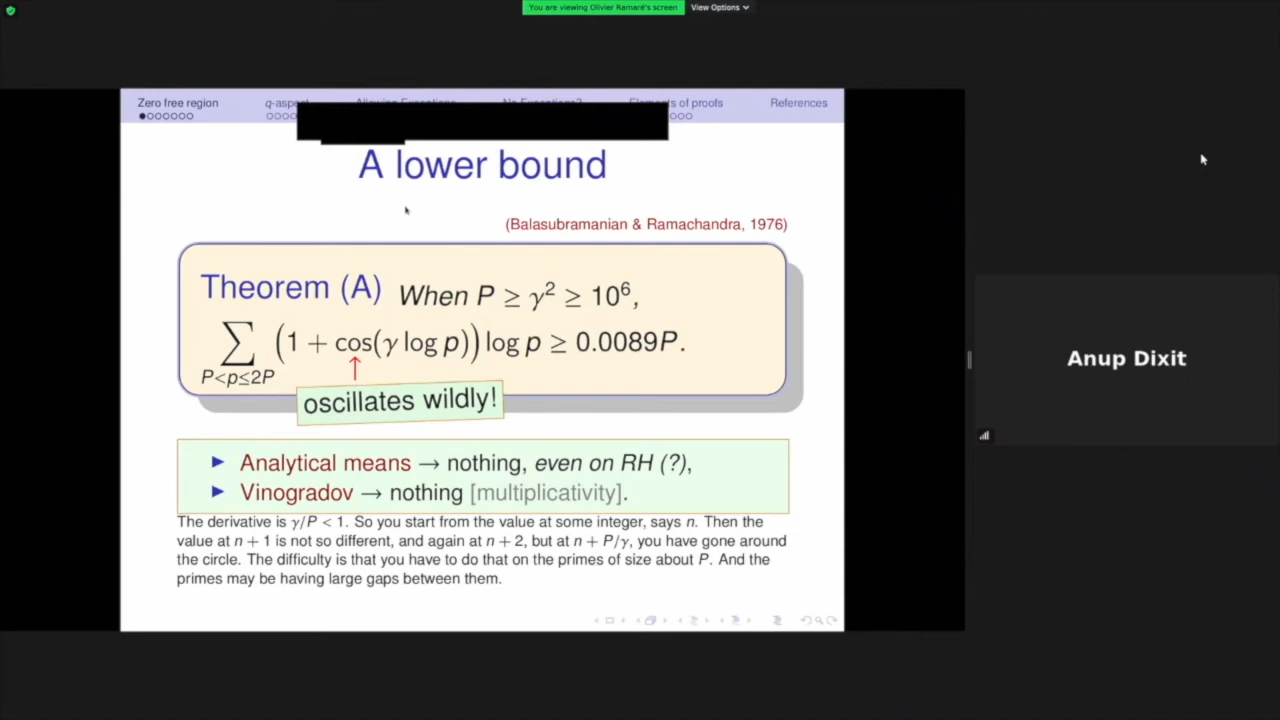 You are viewing Olivier Ramaré's screen View Options
Zero free region References
A lower bound
(Balasubramanian & Ramachandra, 1976)
Theorem (A) When P ≥ γ² ≥ 10⁶,
∑ (1 + cos(γ log p)) log p ≥ 0.0089P.
P<p≤2P
oscillates wildly!
Analytical means → nothing, even on RH (?),
Vinogradov → nothing [multiplicativity].
The derivative is γ/P < 1. So you start from the value at some integer, says n. Then the
value at n + 1 is not so different, and again at n + 2, but at n + P/γ, you have gone around
the circle. The difficulty is that you have to do that on the primes of size about P. And the
primes may be having large gaps between them.
Anup Dixit